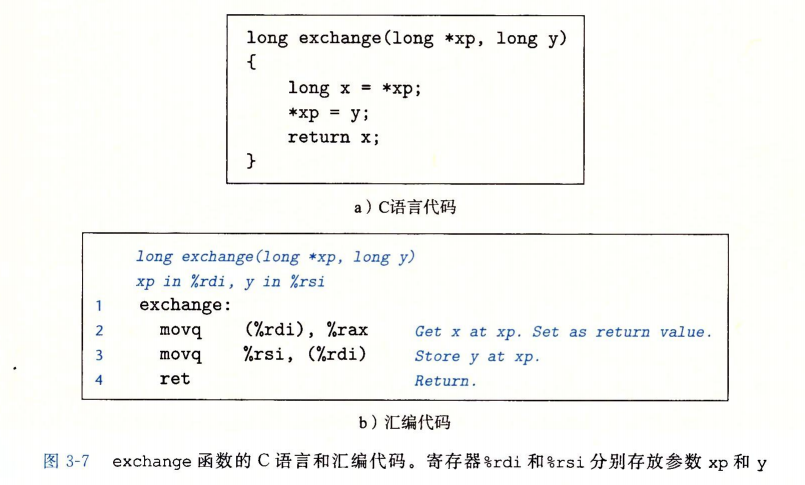 long exchange(long *xp, long y)
{
    long x = *xp;
    *xp = y;
    return x;
}
a）C语言代码
long exchange(long *xp, long y)
xp in %rdi, y in %rsi
1 exchange:
2 movq (%rdi), %rax Get x at xp. Set as return value.
3 movq %rsi, (%rdi) Store y at xp.
4 ret Return.
b）汇编代码
图 3-7 exchange 函数的 C 语言和汇编代码。寄存器%rdi 和%rsi 分别存放参数 xp 和 y